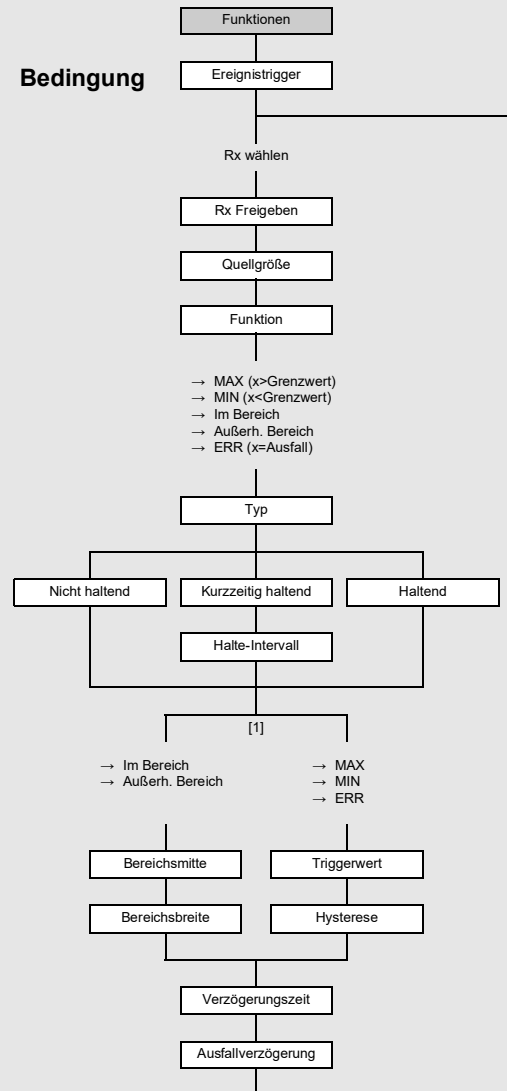 Funktionen
Bedingung
Ereignistrigger
Rx wählen
Rx Freigeben
Quellgröße
Funktion
→ MAX (x>Grenzwert)
→ MIN (x<Grenzwert)
→ Im Bereich
→ Außerh. Bereich
→ ERR (x=Ausfall)
Typ
Nicht haltend
Kurzzeitig haltend
Haltend
Halte-Intervall
[1]
→ Im Bereich
→ Außerh. Bereich
→ MAX
→ MIN
→ ERR
Bereichsmitte
Triggerwert
Bereichsbreite
Hysterese
Verzögerungszeit
Ausfallverzögerung